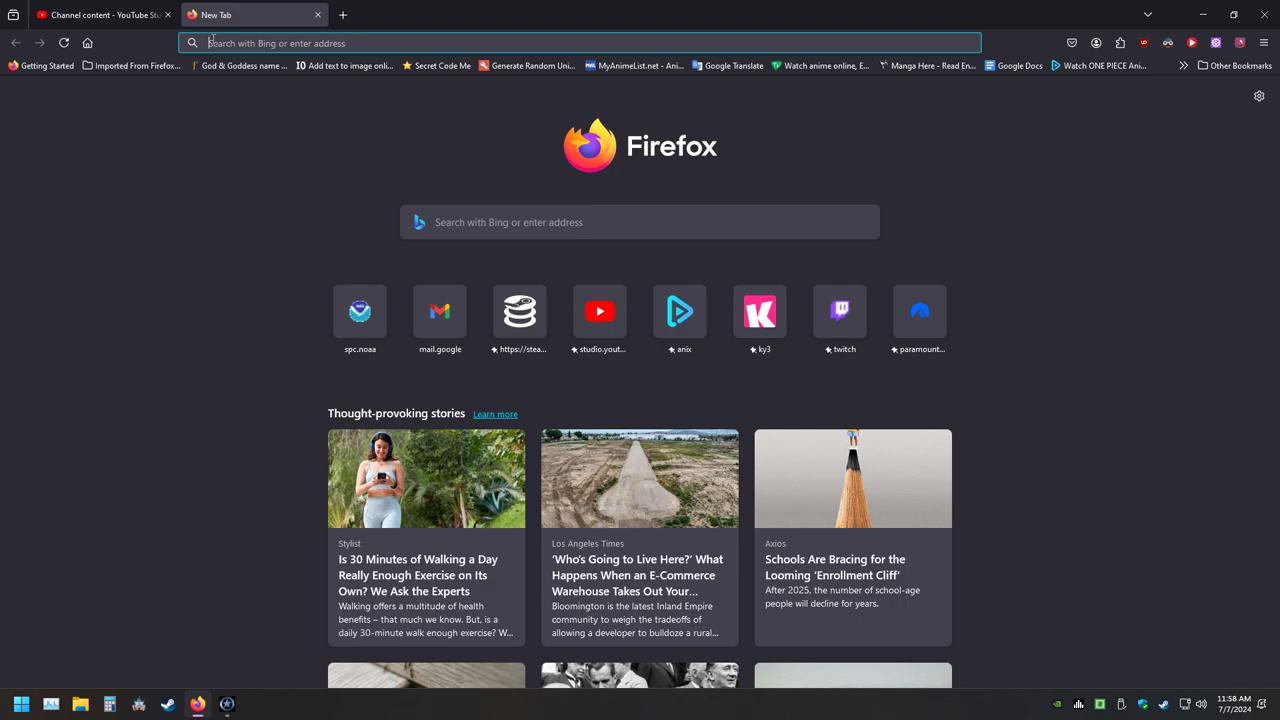 Channel content - YouTube Stu
New Tab
Search with Bing or enter address
Getting Started
Imported From Firefox...
God & Goddess name ...
Add text to image onli...
Secret Code Me
Generate Random Uni...
MyAnimeList.net - Ani...
Google Translate
Watch anime online, E...
Manga Here - Read En...
Google Docs
Watch ONE PIECE Ani...
Other Bookmarks
Firefox
Search with Bing or enter address
spc.noaa
mail.google
https://stea...
studio.yout...
anix
ky3
twitch
paramount...
Thought-provoking stories Learn more
Stylist
Is 30 Minutes of Walking a Day
Really Enough Exercise on Its
Own? We Ask the Experts
Walking offers a multitude of health
benefits – that much we know. But, is a
daily 30-minute walk enough exercise? W...
Los Angeles Times
‘Who’s Going to Live Here?’ What
Happens When an E-Commerce
Warehouse Takes Out Your...
Bloomington is the latest Inland Empire
community to weigh the tradeoffs of
allowing a developer to bulldoze a rural...
Axios
Schools Are Bracing for the
Looming ‘Enrollment Cliff’
After 2025, the number of school-age
people will decline for years.
11:58 AM
7/7/2024